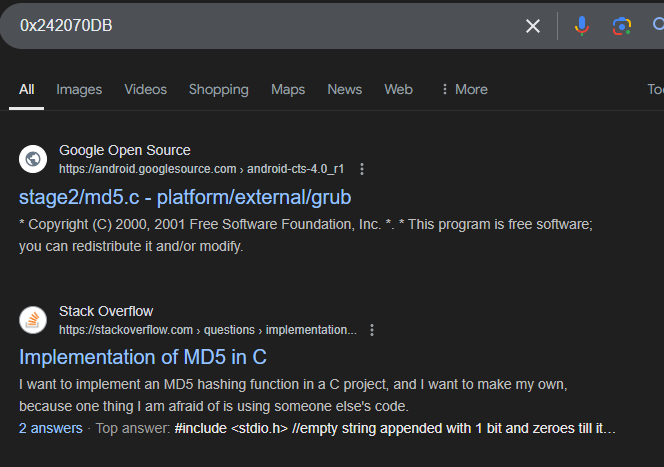 0x242070DB
All Images Videos Shopping Maps News Web More Too
Google Open Source
https://android.googlesource.com › android-cts-4.0_r1
stage2/md5.c - platform/external/grub
* Copyright (C) 2000, 2001 Free Software Foundation, Inc. *. * This program is free software;
you can redistribute it and/or modify.
Stack Overflow
https://stackoverflow.com › questions › implementation...
Implementation of MD5 in C
I want to implement an MD5 hashing function in a C project, and I want to make my own,
because one thing I am afraid of is using someone else's code.
2 answers · Top answer: #include <stdio.h> //empty string appended with 1 bit and zeroes till it…